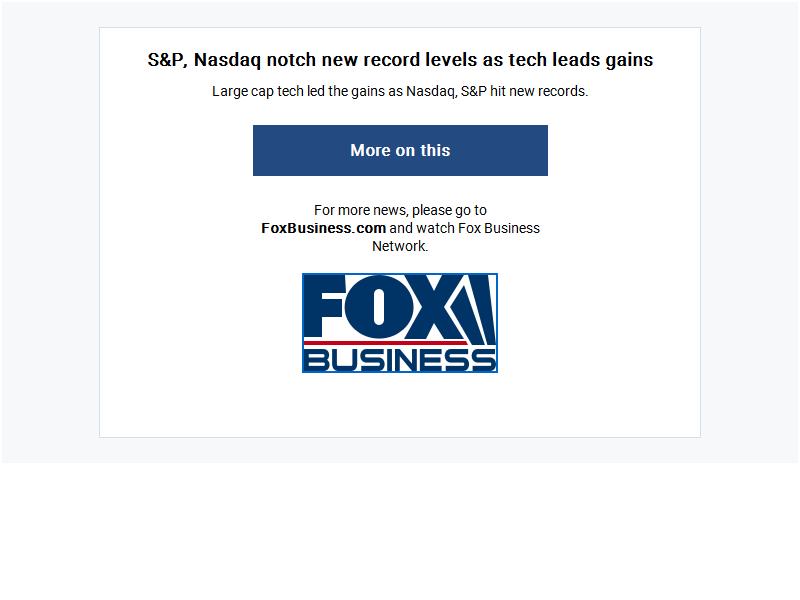 S&P, Nasdaq notch new record levels as tech leads gains
Large cap tech led the gains as Nasdaq, S&P hit new records.
More on this
For more news, please go to
FoxBusiness.com and watch Fox Business
Network.
FOX
BUSINESS